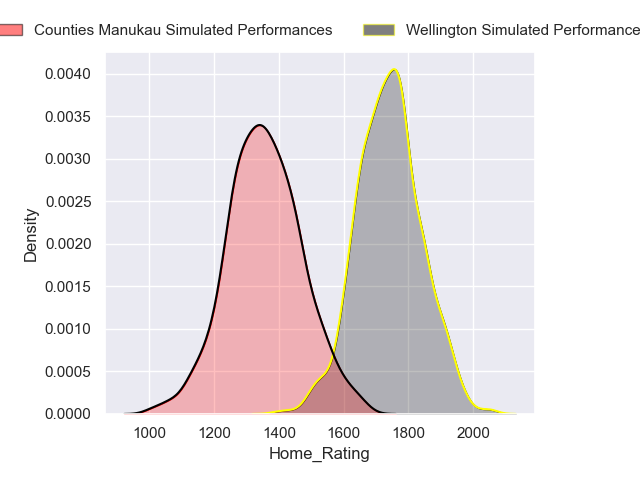 Counties Manukau Simulated Performances
Wellington Simulated Performance
0.0040
0.0035
0.0030
0.0025
0.0020
0.0015
0.0010
0.0005
0.0000
Density
1000 1200 1400 1600 1800 2000
Home_Rating